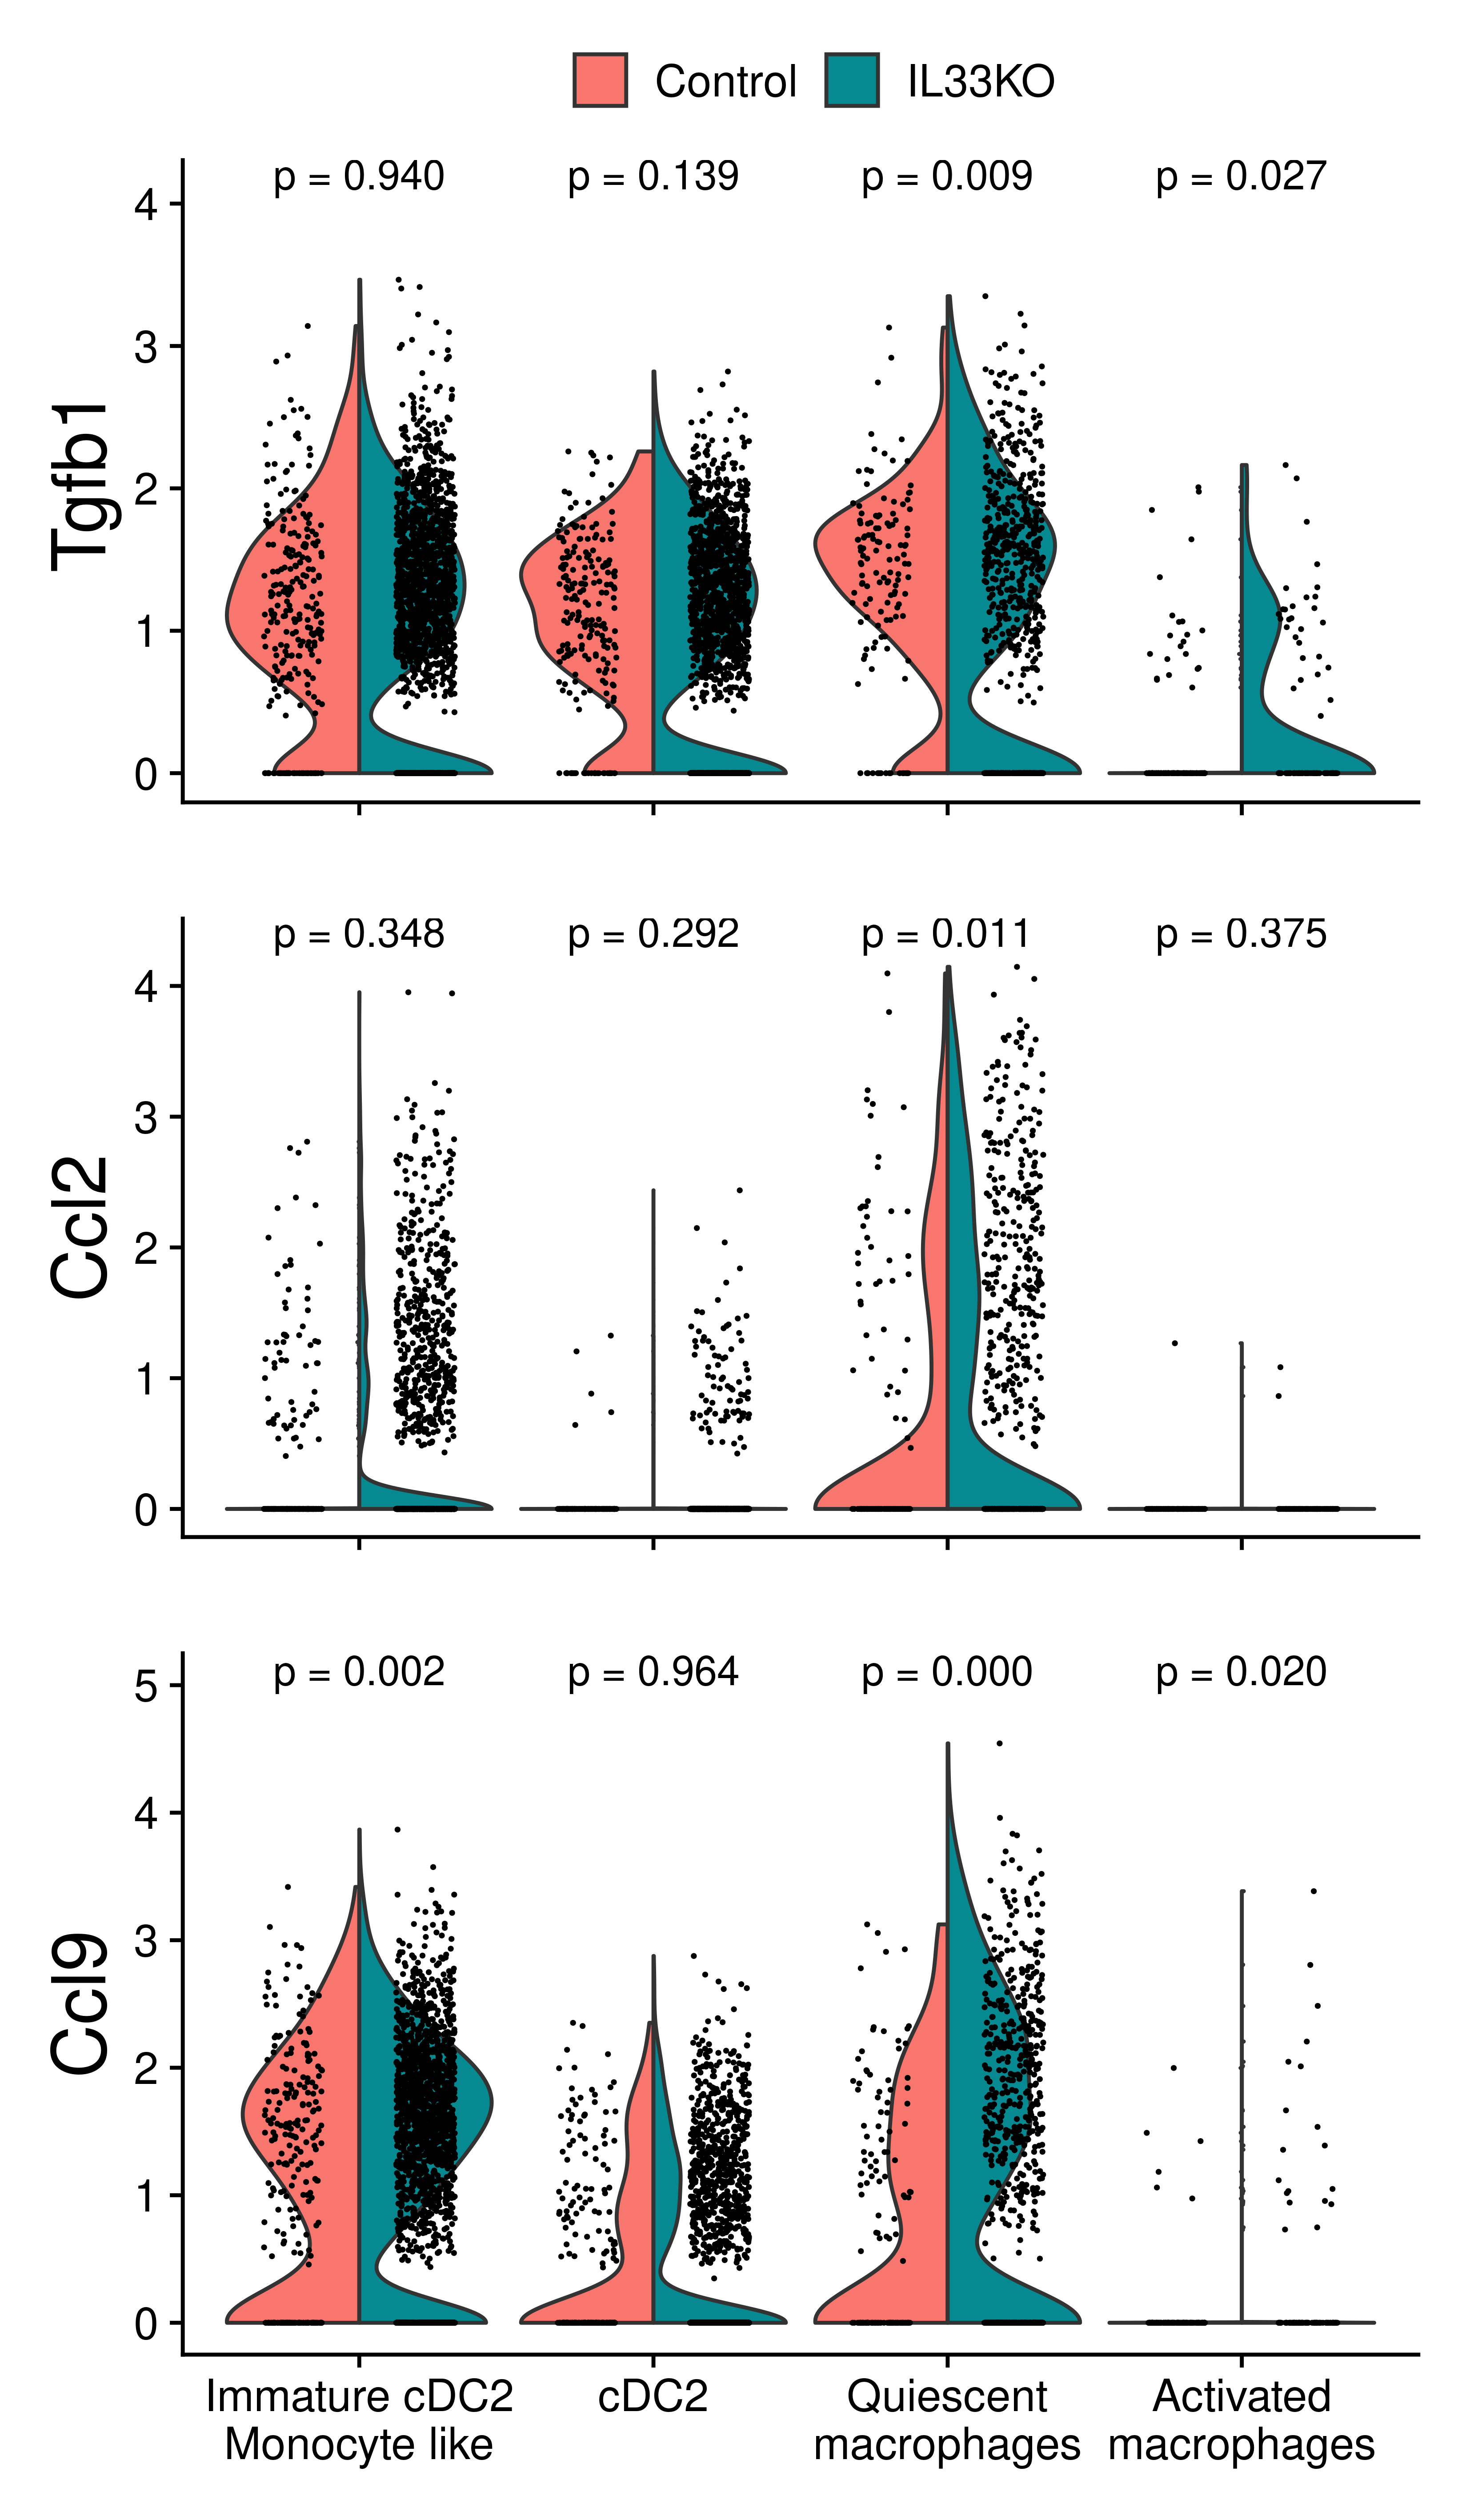 Control IL33KO
p = 0.940 p = 0.139 p = 0.009 p = 0.027
Tgfb1
4
3
2
1
0
p = 0.348 p = 0.292 p = 0.011 p = 0.375
Ccl2
4
3
2
1
0
p = 0.002 p = 0.964 p = 0.000 p = 0.020
Ccl9
5
4
3
2
1
0
Immature cDC2 cDC2 Quiescent Activated
Monocyte like macrophages macrophages